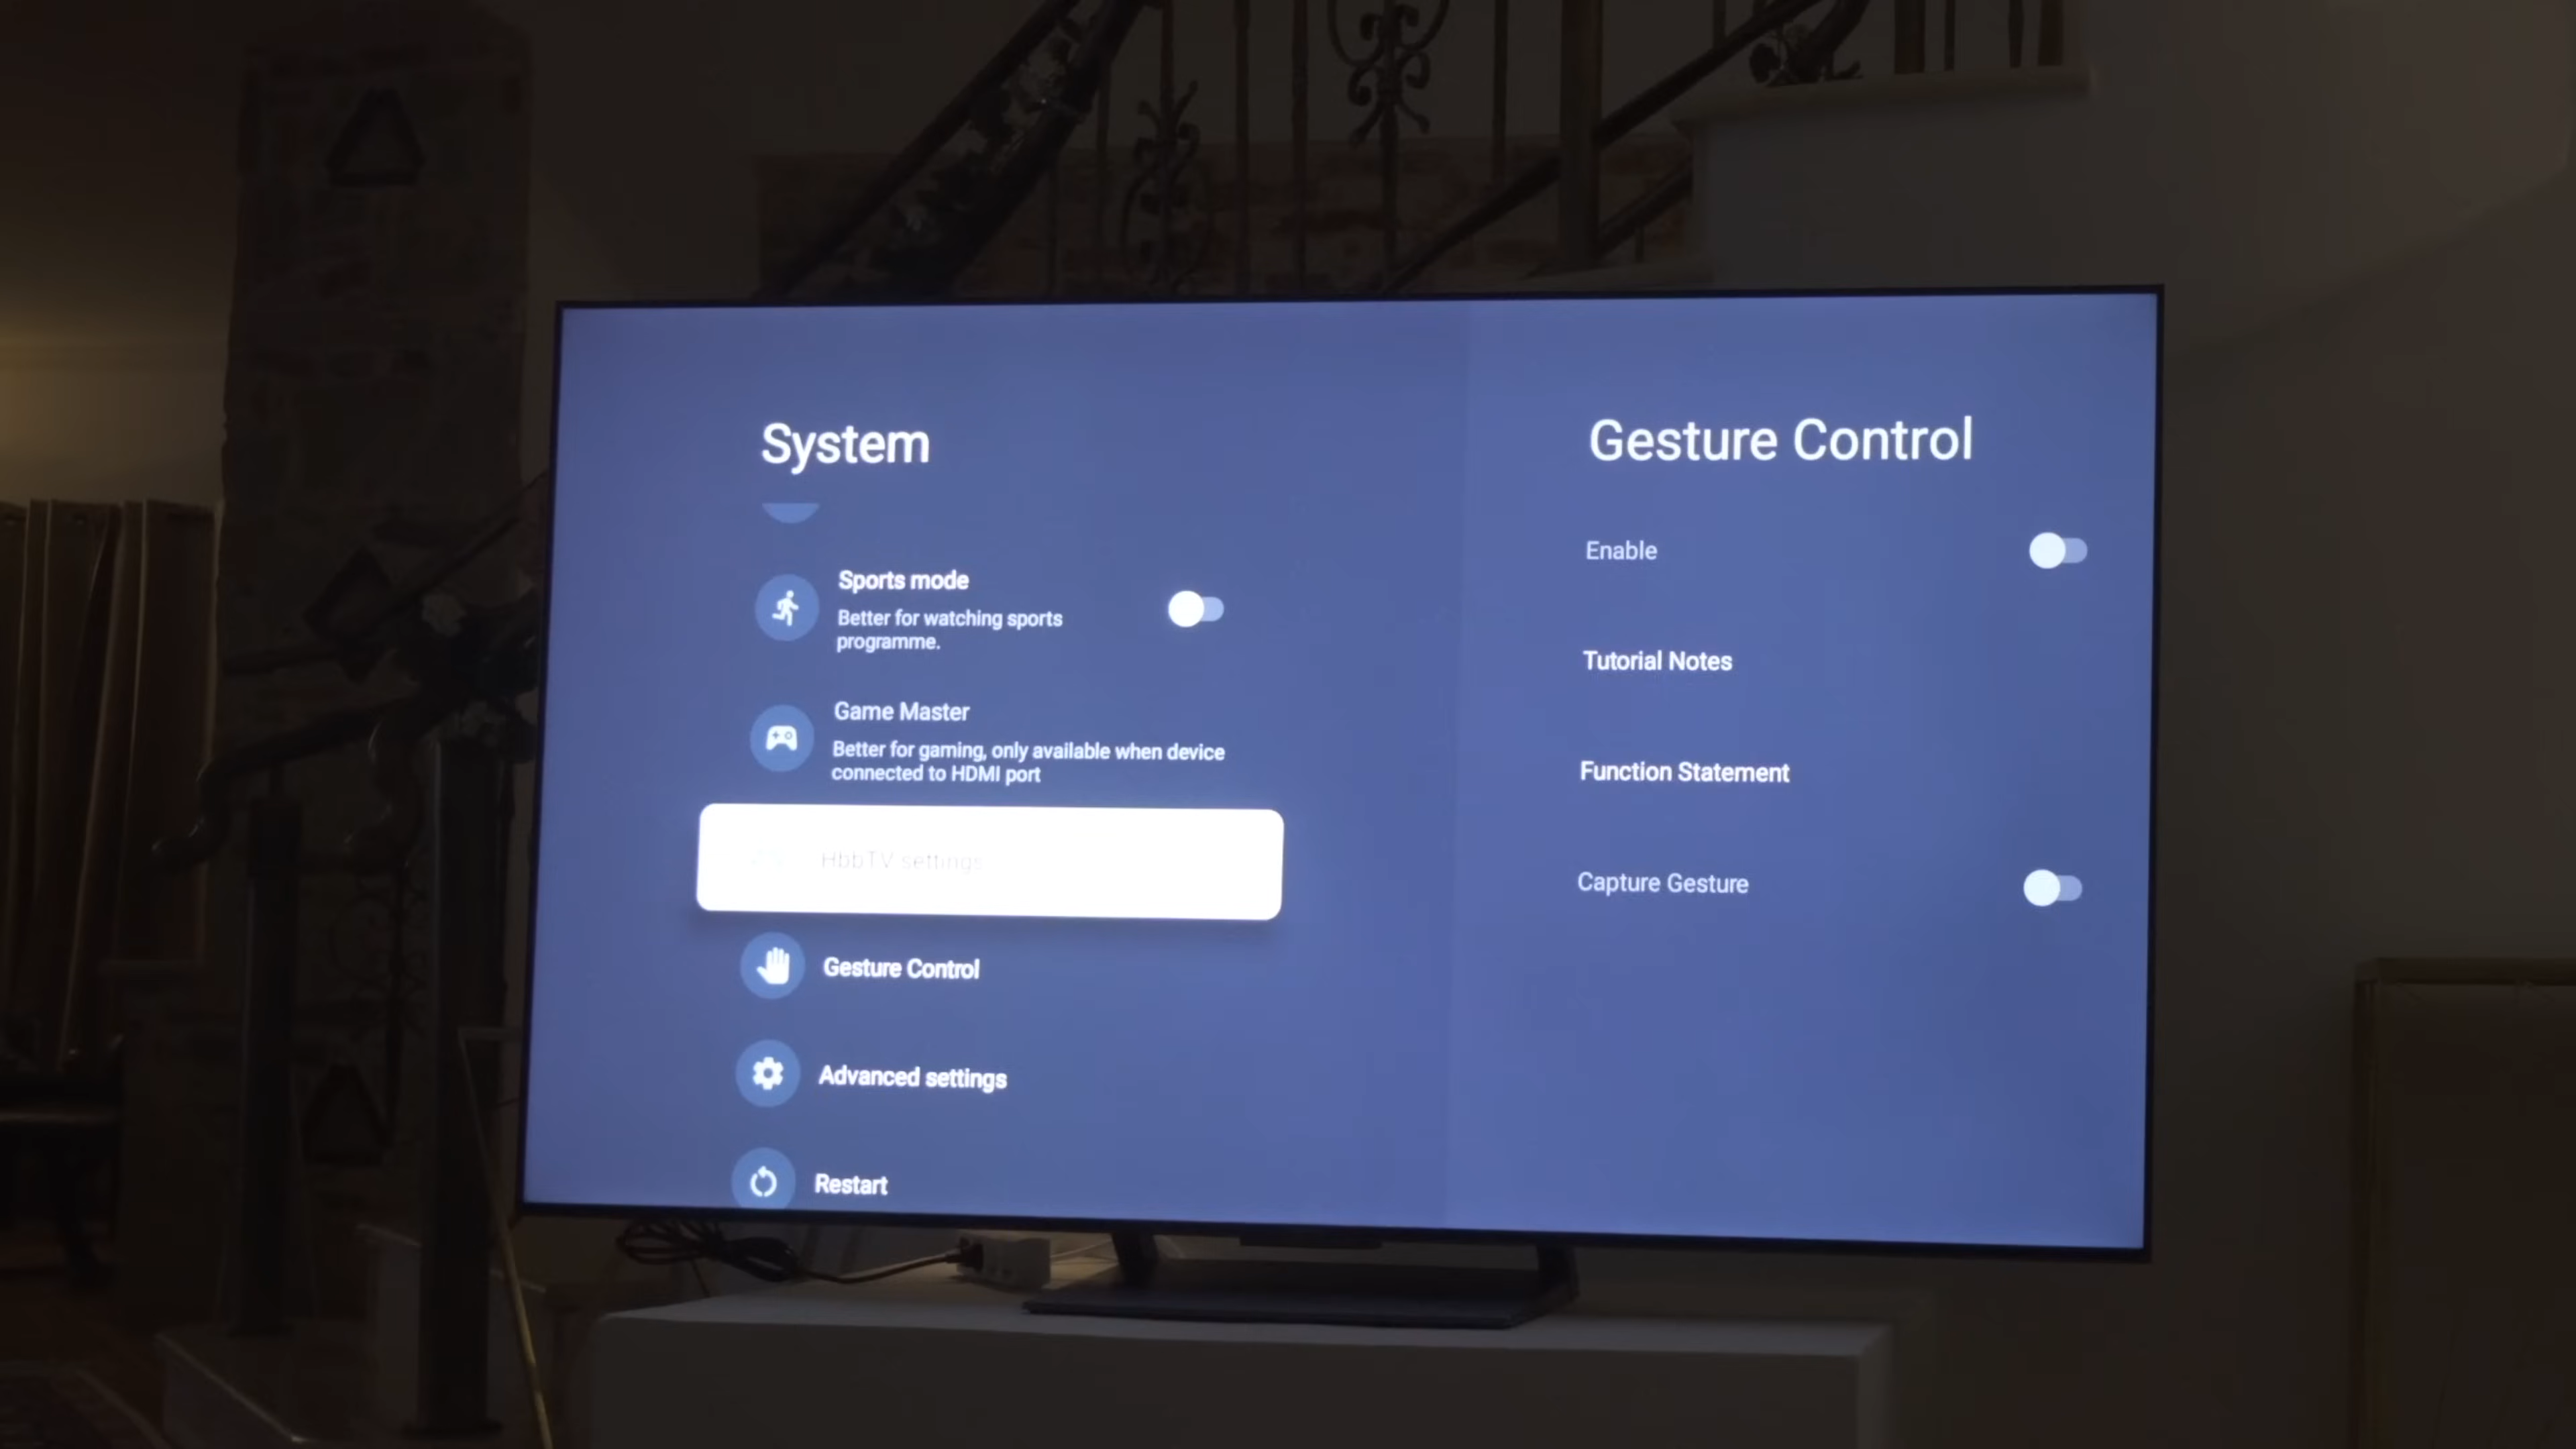 System
Sports mode
Better for watching sports
programme.
Game Master
Better for gaming, only available when device
connected to HDMI port
HbbTV settings
Gesture Control
Advanced settings
Restart
Gesture Control
Enable
Tutorial Notes
Function Statement
Capture Gesture